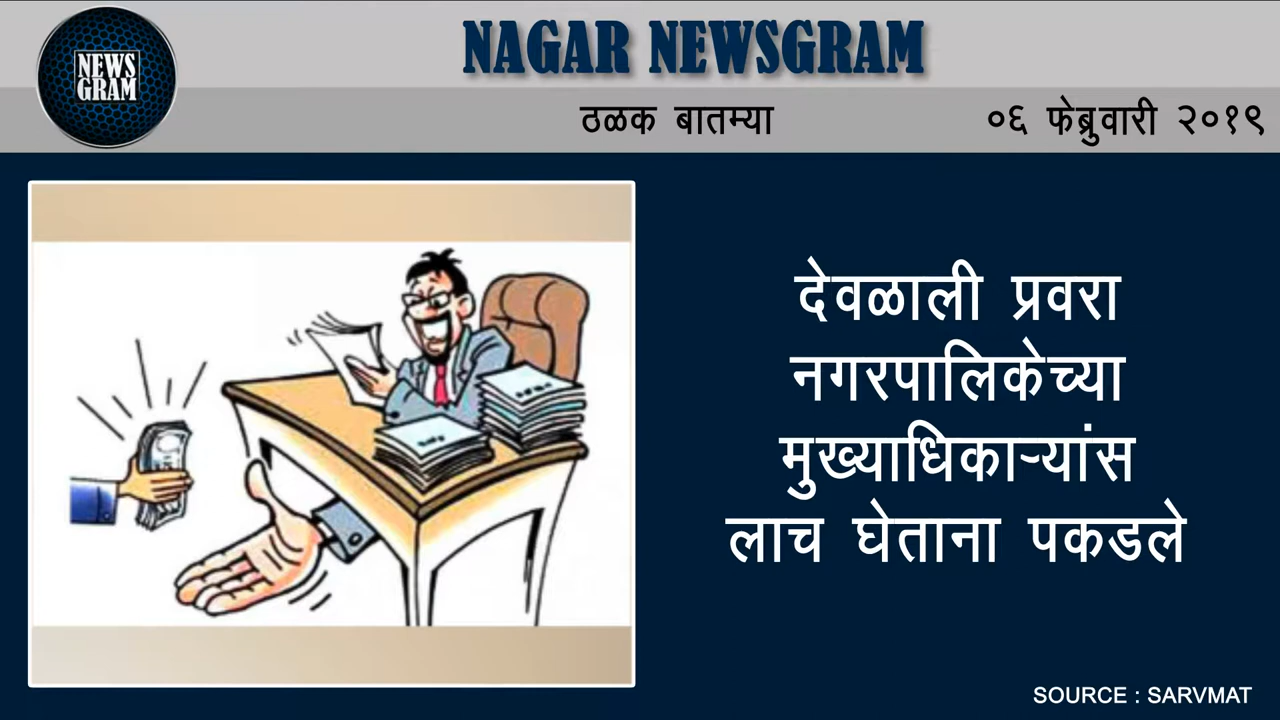 NEWS
GRAM
NAGAR NEWSGRAM
ठळक बातम्या
०६ फेब्रुवारी २०१९
देवळाली प्रवरा
नगरपालिकेच्या
मुख्याधिकाऱ्यांस
लाच घेताना पकडले
SOURCE : SARVMAT